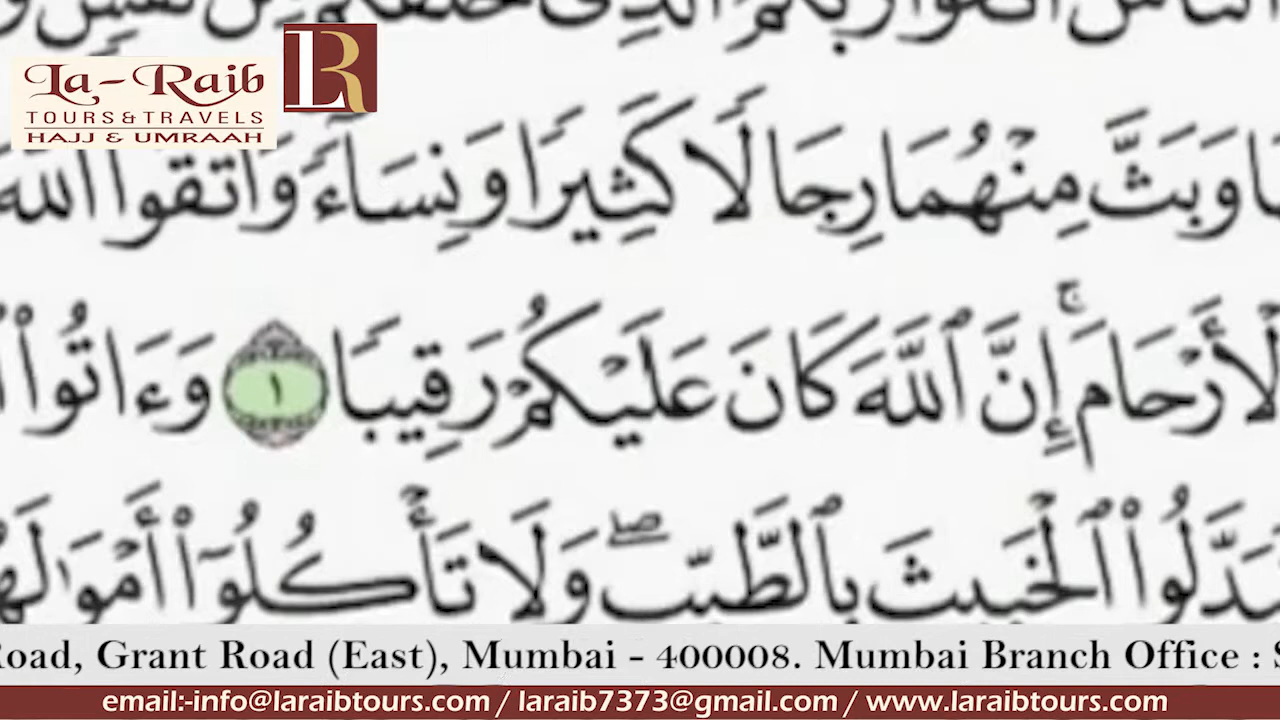 La-Raib
TOURS & TRAVELS
HAJJ & UMRAAH
LR
وَبَثَّ مِنْهُمَا رِجَالًا كَثِيرًا وَنِسَاءً وَاتَّقُوا اللَّهَ
إِنَّ ٱللَّهَ كَانَ عَلَيْكُمْ رَقِيبًا ١ وَءَاتُوا۟
ٱلْخَبِيثَ بِٱلطَّيِّبِ ۖ وَلَا تَأْكُلُوٓا۟
Road, Grant Road (East), Mumbai - 400008. Mumbai Branch Office :
email:-info@laraibtours.com / laraib7373@gmail.com / www.laraibtours.com